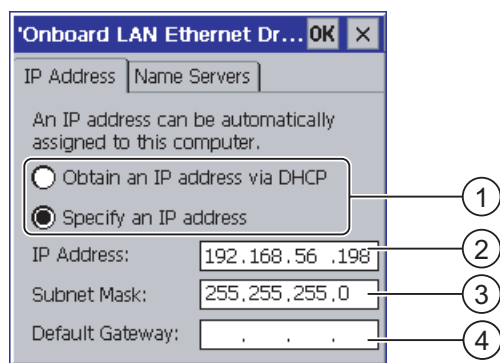 'Onboard LAN Ethernet Dr... OK ×
IP Address Name Servers
An IP address can be automatically
assigned to this computer.
Obtain an IP address via DHCP
1
Specify an IP address
IP Address: 192.168.56 .198 2
Subnet Mask: 255.255.255.0 3
Default Gateway: . . . 4